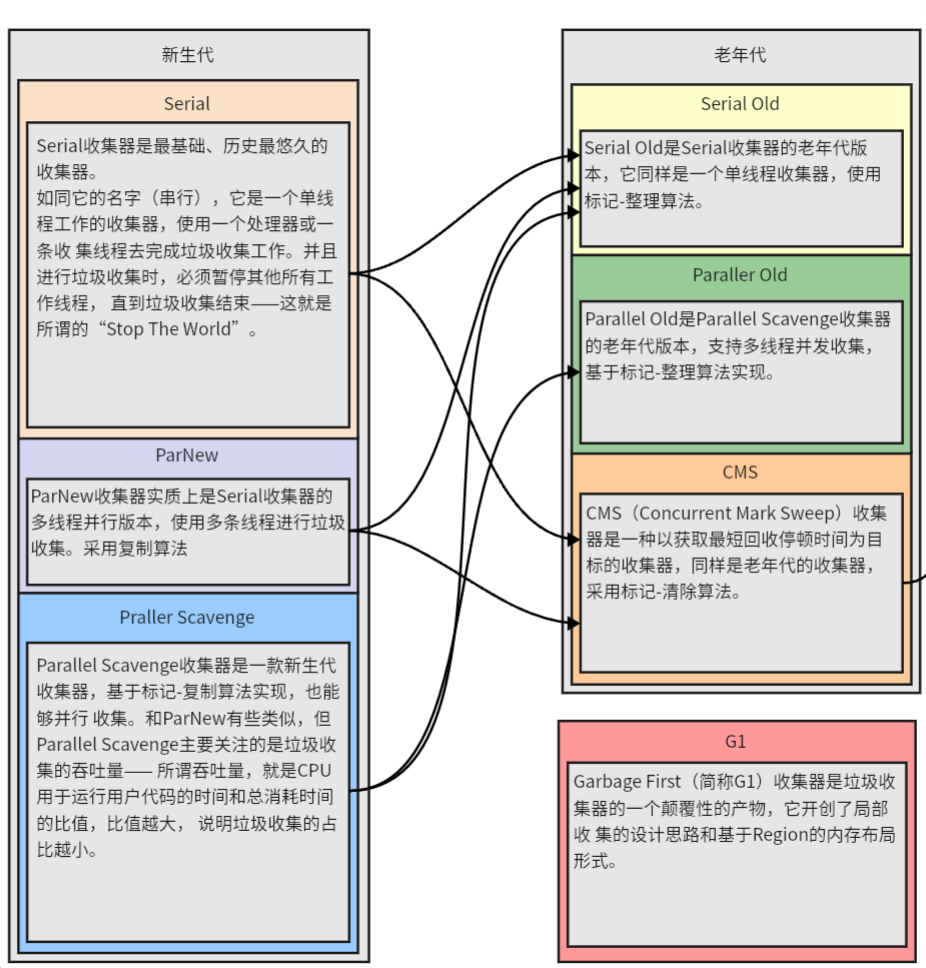 新生代
Serial
Serial收集器是最基础、历史最悠久的
收集器。
如同它的名字（串行），它是一个单线
程工作的收集器，使用一个处理器或一
条收 集线程去完成垃圾收集工作。并且
进行垃圾收集时，必须暂停其他所有工
作线程， 直到垃圾收集结束——这就是
所谓的“Stop The World”。
ParNew
ParNew收集器实质上是Serial收集器的
多线程并行版本，使用多条线程进行垃圾
收集。采用复制算法
Praller Scavenge
Parallel Scavenge收集器是一款新生代
收集器，基于标记-复制算法实现，也能
够并行 收集。和ParNew有些类似，但
Parallel Scavenge主要关注的是垃圾收
集的吞吐量—— 所谓吞吐量，就是CPU
用于运行用户代码的时间和总消耗时间
的比值，比值越大， 说明垃圾收集的占
比越小。
老年代
Serial Old
Serial Old是Serial收集器的老年代版
本，它同样是一个单线程收集器，使用
标记-整理算法。
Paraller Old
Parallel Old是Parallel Scavenge收集器
的老年代版本，支持多线程并发收集，
基于标记-整理算法实现。
CMS
CMS（Concurrent Mark Sweep）收集
器是一种以获取最短回收停顿时间为目
标的收集器，同样是老年代的收集器，
采用标记-清除算法。
G1
Garbage First（简称G1）收集器是垃圾收
集器的一个颠覆性的产物，它开创了局部
收 集的设计思路和基于Region的内存布局
形式。